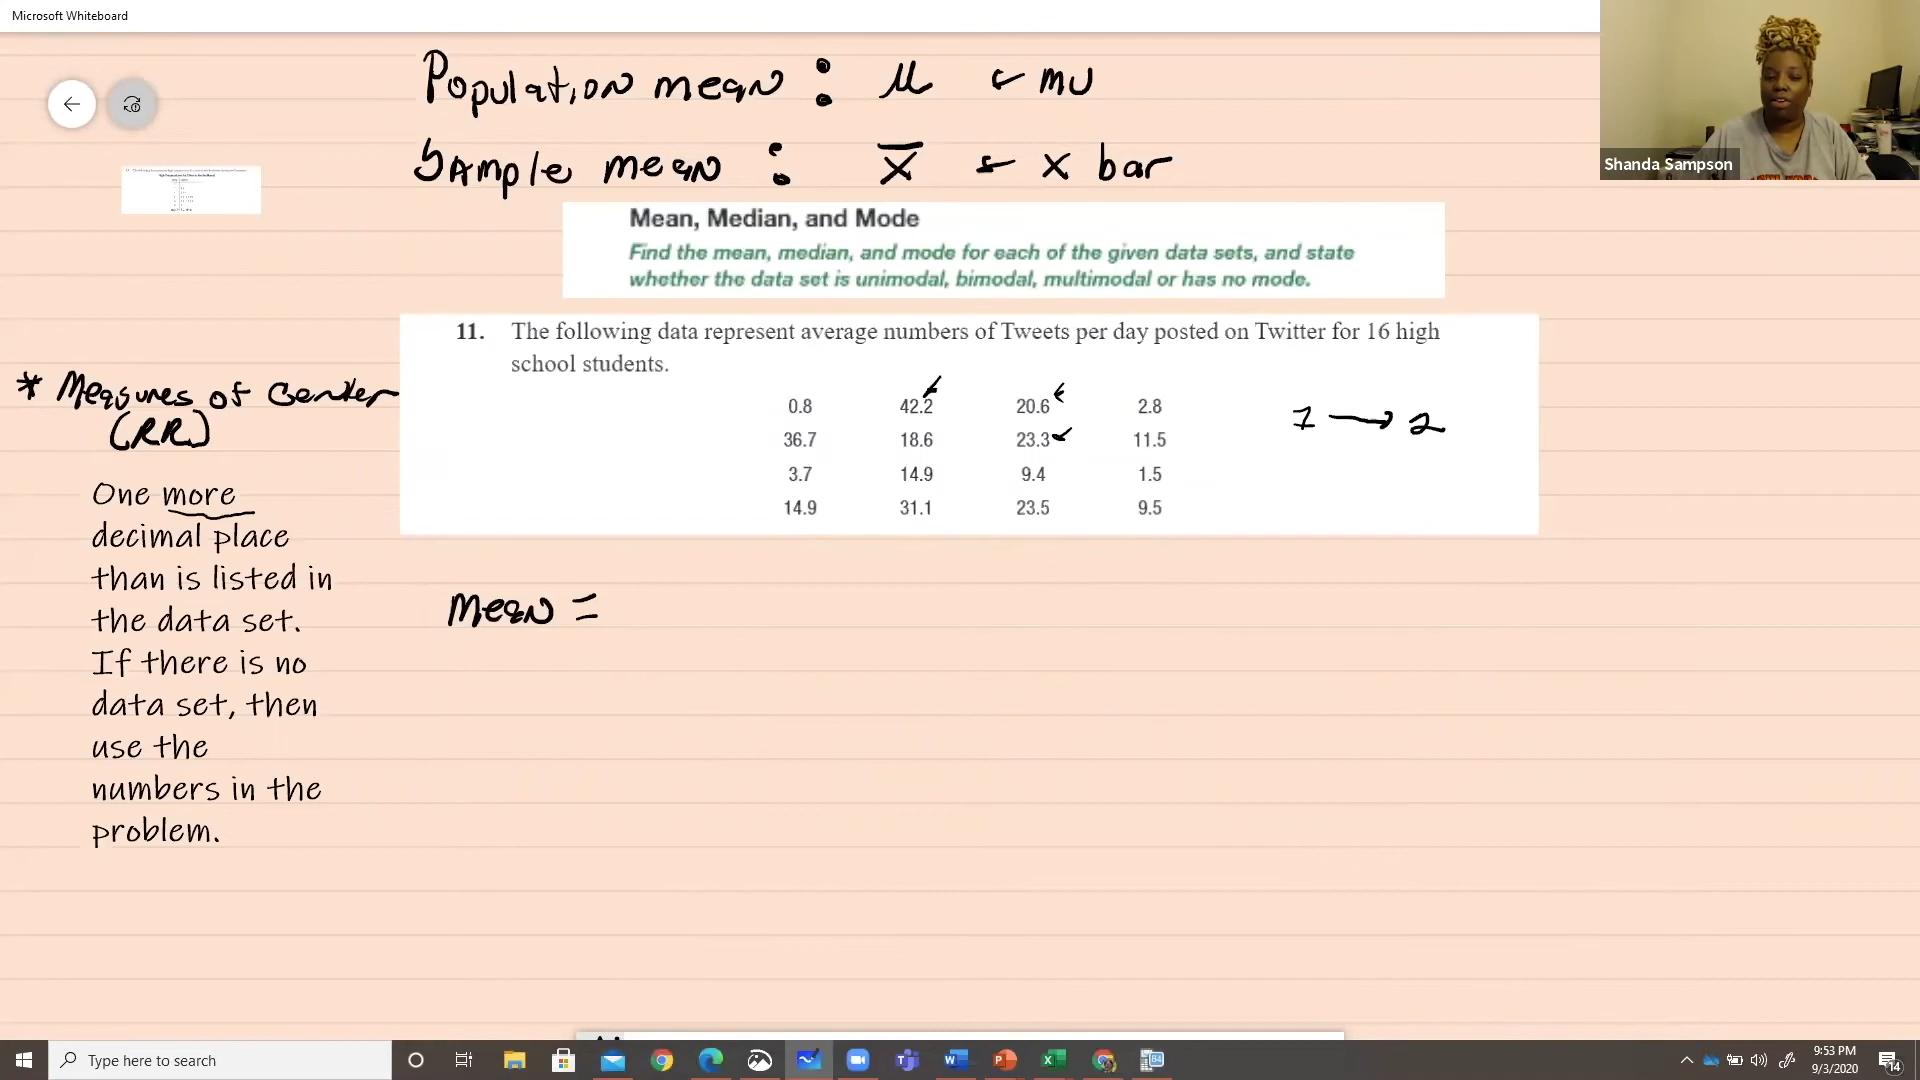 Microsoft Whiteboard
Population mean : μ ← mu
Sample mean : x̄ ← x bar
Shanda Sampson
Mean, Median, and Mode
Find the mean, median, and mode for each of the given data sets, and state
whether the data set is unimodal, bimodal, multimodal or has no mode.
11. The following data represent average numbers of Tweets per day posted on Twitter for 16 high
school students.
0.8 42.2 20.6 2.8
36.7 18.6 23.3 11.5
3.7 14.9 9.4 1.5
14.9 31.1 23.5 9.5
1 → 2
* Measures of Center
(RR)
One more
decimal place
than is listed in
the data set.
If there is no
data set, then
use the
numbers in the
problem.
Mean =
Type here to search
9:53 PM
9/3/2020
14